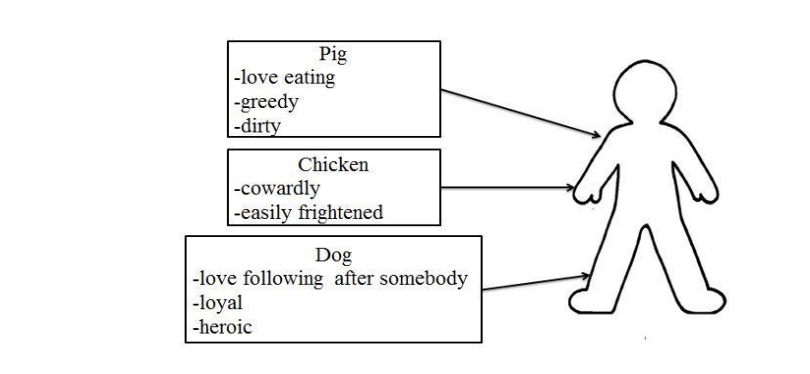 Pig
-love eating
-greedy
-dirty
Chicken
-cowardly
-easily frightened
Dog
-love following after somebody
-loyal
-heroic